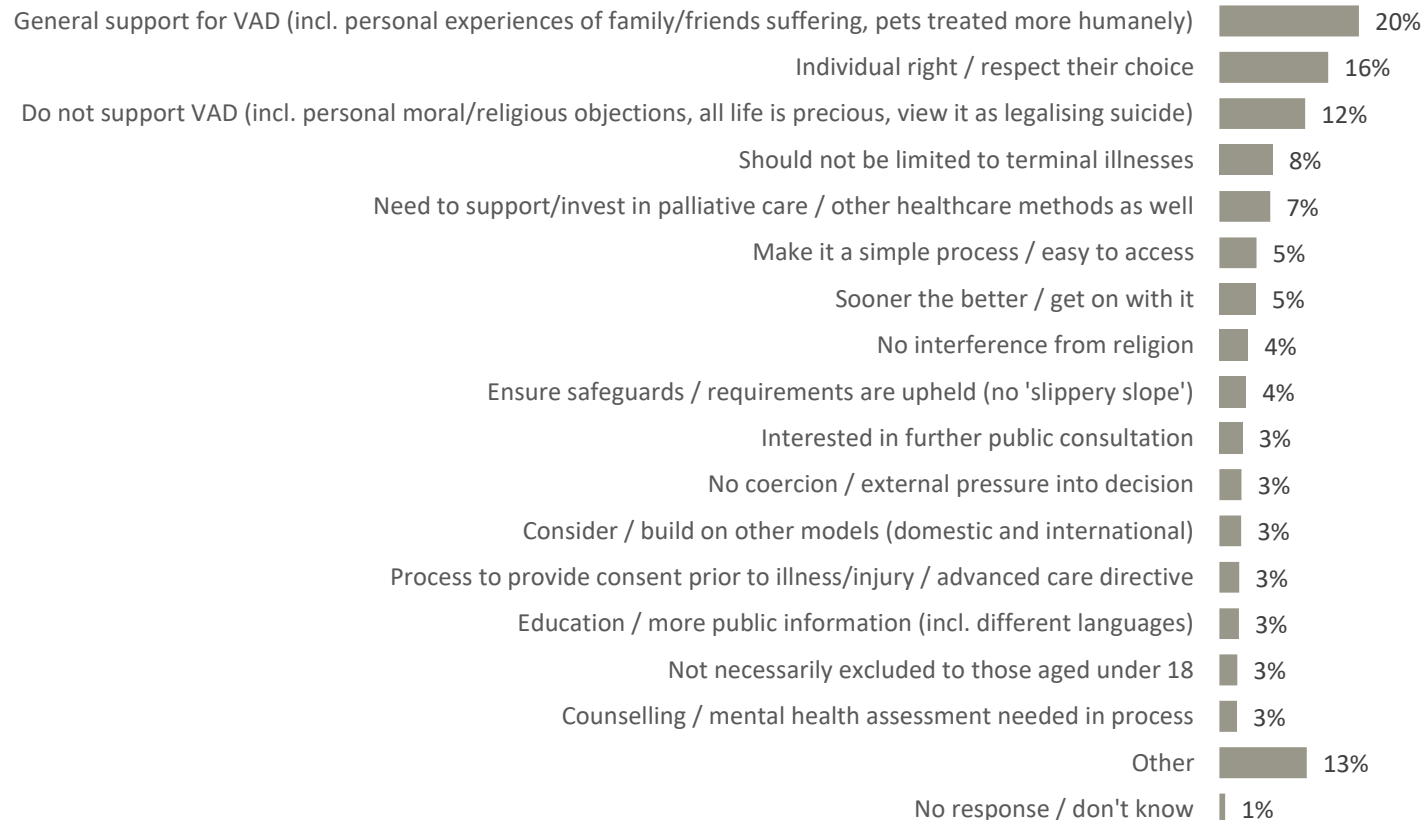 General support for VAD (incl. personal experiences of family/friends suffering, pets treated more humanely) 20%
Individual right / respect their choice 16%
Do not support VAD (incl. personal moral/religious objections, all life is precious, view it as legalising suicide) 12%
Should not be limited to terminal illnesses 8%
Need to support/invest in palliative care / other healthcare methods as well 7%
Make it a simple process / easy to access 5%
Sooner the better / get on with it 5%
No interference from religion 4%
Ensure safeguards / requirements are upheld (no 'slippery slope') 4%
Interested in further public consultation 3%
No coercion / external pressure into decision 3%
Consider / build on other models (domestic and international) 3%
Process to provide consent prior to illness/injury / advanced care directive 3%
Education / more public information (incl. different languages) 3%
Not necessarily excluded to those aged under 18 3%
Counselling / mental health assessment needed in process 3%
Other 13%
No response / don't know 1%